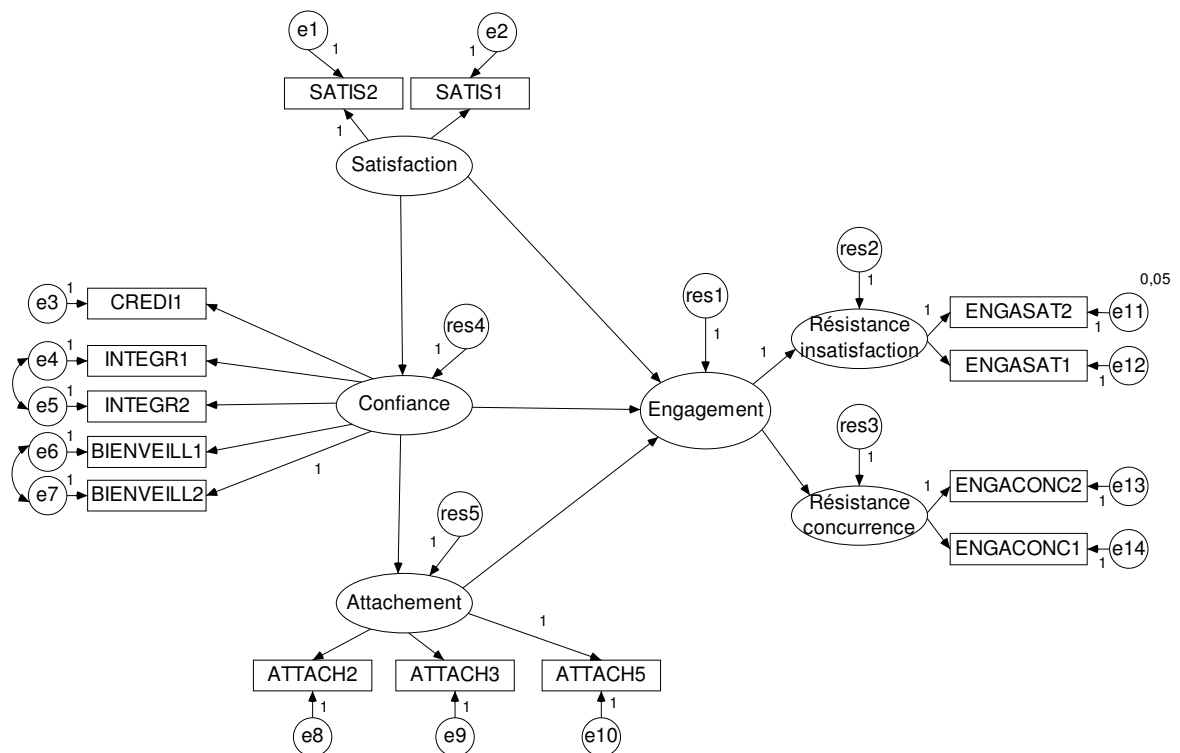 e1
e2
1
1
SATIS2
SATIS1
1
Satisfaction
res2
0,05
e3
1
CREDI1
res1
1
1
ENGASAT2
e11
1
res4
1
Résistance
insatisfaction
e4
1
INTEGR1
1
1
ENGASAT1
e12
1
e5
1
INTEGR2
Confiance
Engagement
res3
e6
1
BIENVEILL1
1
e7
1
BIENVEILL2
1
1
ENGACONC2
e13
1
res5
Résistance
concurrence
1
ENGACONC1
e14
1
Attachement
1
ATTACH2
ATTACH3
ATTACH5
1
1
1
e8
e9
e10